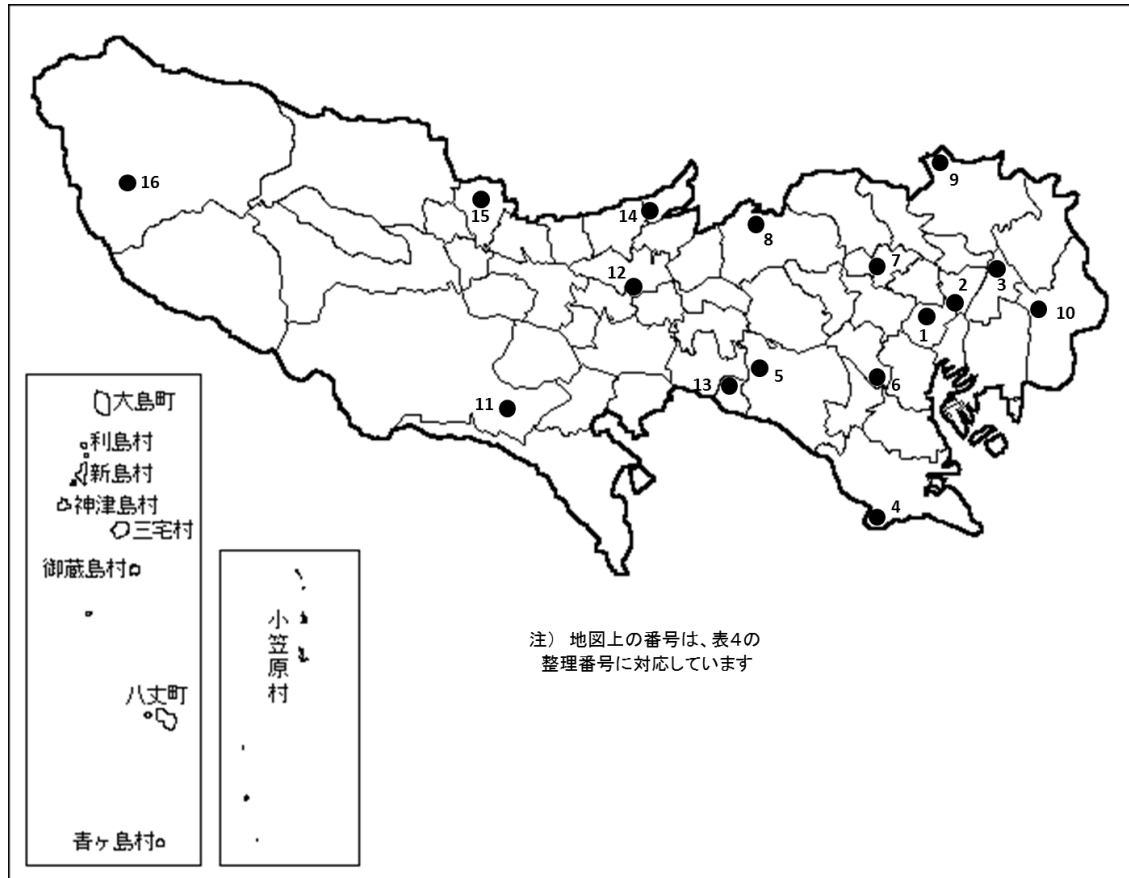 9
16
15
14
8
7
12
2
3
10
1
5
6
13
11
4
大島町
利島村
新島村
神津島村
三宅村
御蔵島村
八丈町
青ヶ島村
小笠原村
注） 地図上の番号は、表4の
整理番号に対応しています